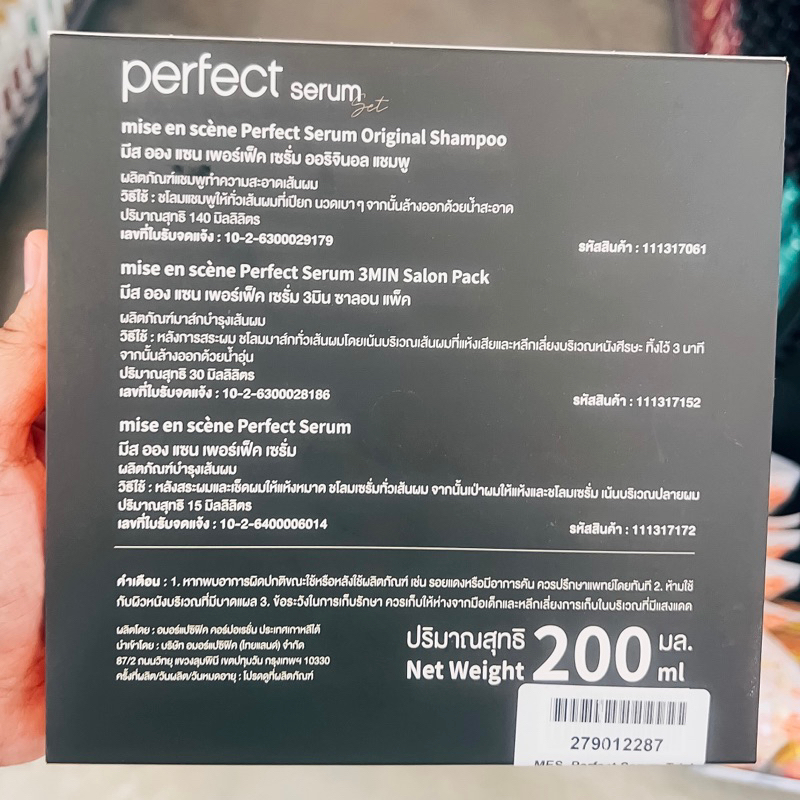 perfect serum Set
mise en scène Perfect Serum Original Shampoo
มีส ออง แซน เพอร์เฟ็ค เซรั่ม ออริจินอล แชมพู
ผลิตภัณฑ์แชมพูทำความสะอาดเส้นผม
วิธีใช้ : ชโลมแชมพูให้ทั่วเส้นผมที่เปียก นวดเบา ๆ จากนั้นล้างออกด้วยน้ำสะอาด
ปริมาณสุทธิ 140 มิลลิลิตร
เลขที่ใบรับจดแจ้ง : 10-2-6300029179 รหัสสินค้า : 111317061
mise en scène Perfect Serum 3MIN Salon Pack
มีส ออง แซน เพอร์เฟ็ค เซรั่ม 3มิน ซาลอน แพ็ค
ผลิตภัณฑ์มาส์กบำรุงเส้นผม
วิธีใช้ : หลังการสระผม ชโลมมาส์กทั่วเส้นผมโดยเน้นบริเวณเส้นผมที่แห้งเสียและหลีกเลี่ยงบริเวณหนังศีรษะ ทิ้งไว้ 3 นาที
จากนั้นล้างออกด้วยน้ำอุ่น
ปริมาณสุทธิ 30 มิลลิลิตร
เลขที่ใบรับจดแจ้ง : 10-2-6300028186 รหัสสินค้า : 111317152
mise en scène Perfect Serum
มีส ออง แซน เพอร์เฟ็ค เซรั่ม
ผลิตภัณฑ์บำรุงเส้นผม
วิธีใช้ : หลังสระผมและเช็ดผมให้แห้งหมาด ชโลมเซรั่มทั่วเส้นผม จากนั้นเป่าผมให้แห้งและชโลมเซรั่ม เน้นบริเวณปลายผม
ปริมาณสุทธิ 15 มิลลิลิตร
เลขที่ใบรับจดแจ้ง : 10-2-6400006014 รหัสสินค้า : 111317172
คำเตือน : 1. หากพบอาการผิดปกติขณะใช้หรือหลังใช้ผลิตภัณฑ์ เช่น รอยแดงหรือมีอาการคัน ควรปรึกษาแพทย์โดยทันที 2. ห้ามใช้
กับผิวหนังบริเวณที่มีบาดแผล 3. ข้อระวังในการเก็บรักษา ควรเก็บให้ห่างจากมือเด็กและหลีกเลี่ยงการเก็บในบริเวณที่มีแสงแดด
ผลิตโดย : อมอร์แปซิฟิค คอร์ปอเรชั่น ประเทศเกาหลีใต้
นำเข้าโดย : บริษัท อมอร์แปซิฟิค (ไทยแลนด์) จำกัด
87/2 ถนนวิทยุ แขวงลุมพินี เขตปทุมวัน กรุงเทพฯ 10330
ครั้งที่ผลิต/วันผลิต/วันหมดอายุ : โปรดดูที่ผลิตภัณฑ์
ปริมาณสุทธิ 200 มล.
Net Weight ml
279012287